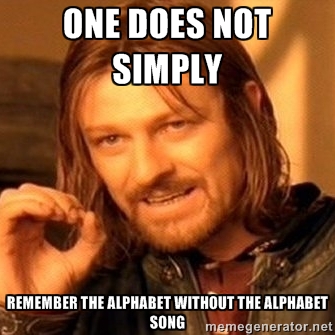 ONE DOES NOT
SIMPLY
REMEMBER THE ALPHABET WITHOUT THE ALPHABET
SONG
memegenerator.net